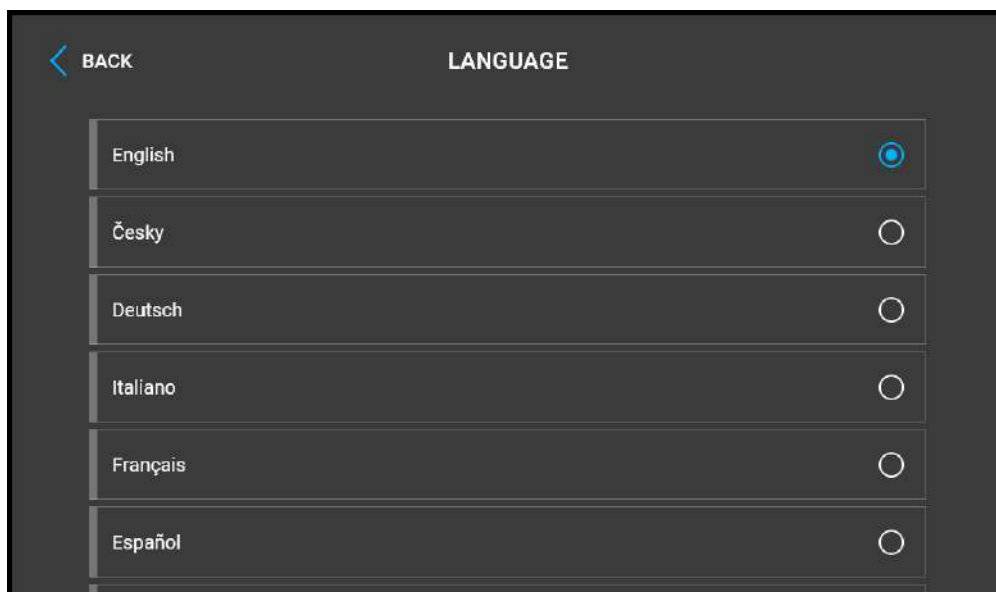 BACK
LANGUAGE
English
Česky
Deutsch
Italiano
Français
Español